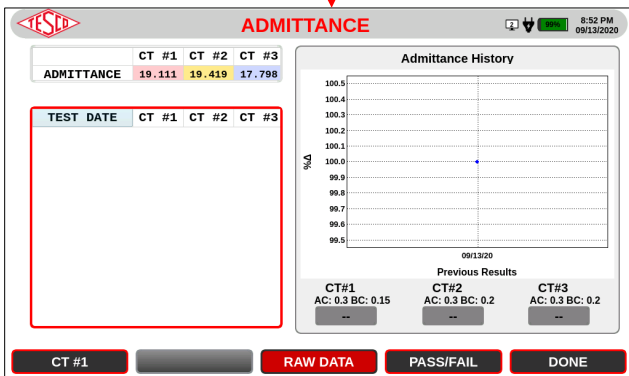 TESCO
ADMITTANCE
2
99%
8:52 PM
09/13/2020
CT #1 CT #2 CT #3
ADMITTANCE 19.111 19.419 17.798
TEST DATE CT #1 CT #2 CT #3
Admittance History
100.5
100.4
100.3
100.2
100.1
100.0
99.9
99.8
99.7
99.6
99.5
%Δ
09/13/20
Previous Results
CT#1 CT#2 CT#3
AC: 0.3 BC: 0.15 AC: 0.3 BC: 0.2 AC: 0.3 BC: 0.2
-- -- --
CT #1 RAW DATA PASS/FAIL DONE